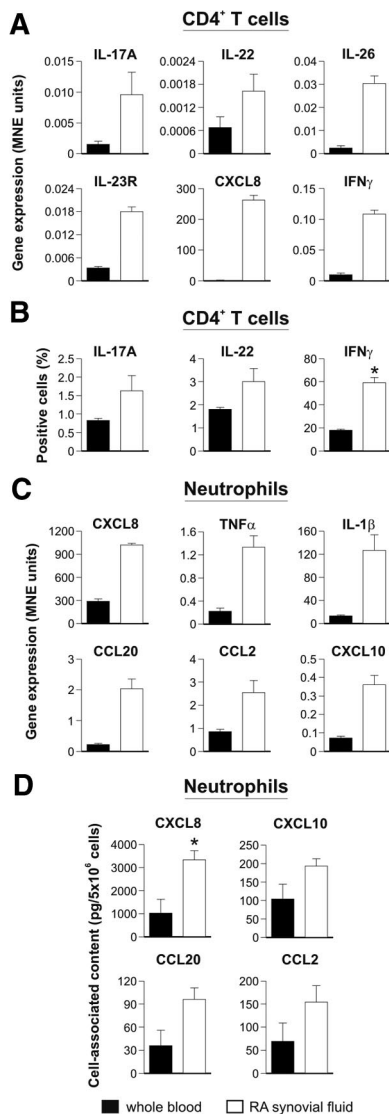 A
CD4+ T cells
Gene expression (MNE units)
IL-17A
0.015
0.010
0.005
0
IL-22
0.0024
0.0018
0.0012
0.0006
0
IL-26
0.04
0.03
0.02
0.01
0
IL-23R
0.024
0.018
0.012
0.006
0
CXCL8
300
200
100
0
IFNγ
0.15
0.10
0.05
0
B
CD4+ T cells
Positive cells (%)
IL-17A
2.5
2.0
1.5
1.0
0.5
0.0
IL-22
4
3
2
1
0
IFNγ
80
60
40
20
0
*
C
Neutrophils
Gene expression (MNE units)
CXCL8
1200
900
600
300
0
TNFα
1.6
1.2
0.8
0.4
0
IL-1β
160
120
80
40
0
CCL20
3
2
1
0
CCL2
4
3
2
1
0
CXCL10
0.5
0.4
0.3
0.2
0.1
0
D
Neutrophils
Cell-associated content (pg/5x10⁶ cells)
CXCL8
4000
3000
2000
1000
0
*
CXCL10
250
200
150
100
50
0
CCL20
120
90
60
30
0
CCL2
200
150
100
50
0
whole blood
RA synovial fluid